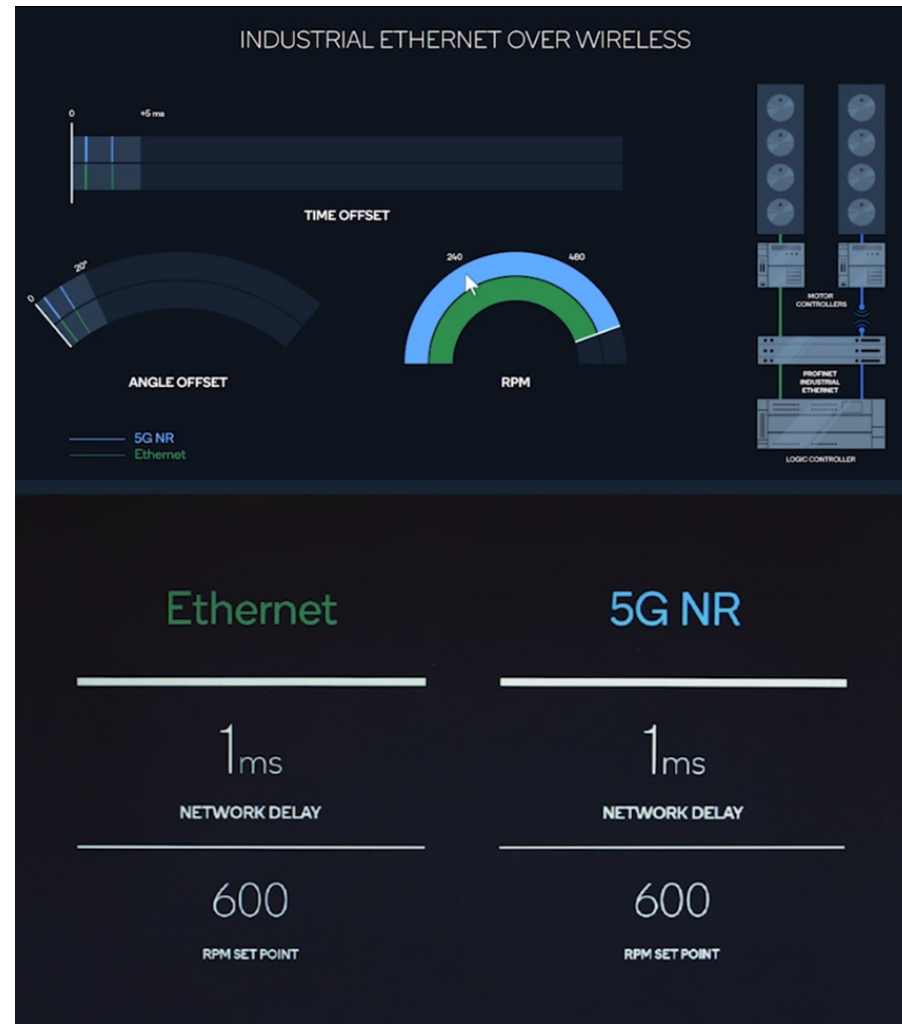 INDUSTRIAL ETHERNET OVER WIRELESS
0
+5 ms
TIME OFFSET
0
20°
ANGLE OFFSET
240
480
RPM
5G NR
Ethernet
MOTOR
CONTROLLERS
PROFINET
INDUSTRIAL
ETHERNET
LOGIC CONTROLLER
Ethernet
5G NR
1ms
1ms
NETWORK DELAY
NETWORK DELAY
600
600
RPM SET POINT
RPM SET POINT